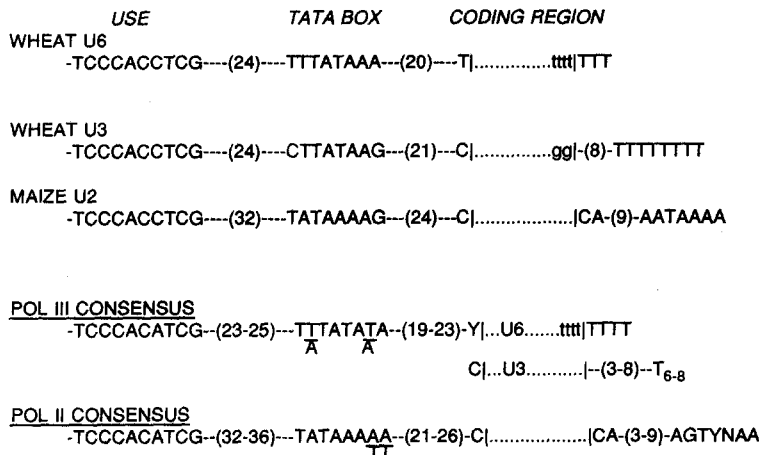 USE TATA BOX CODING REGION
WHEAT U6
-TCCCACCTCG----(24)----TTTATAAA---(20)----T|...............tttt|TTT
WHEAT U3
-TCCCACCTCG----(24)---CTTATAAG---(21)---C|...............gg|-(8)-TTTTTTTT
MAIZE U2
-TCCCACCTCG----(32)----TATAAAAG---(24)---C|..................|CA-(9)-AATAAAA
POL III CONSENSUS
-TCCCACATCG--(23-25)---TTTATATA--(19-23)-Y|...U6.......tttt|TTTT
A A
C|...U3...........|--(3-8)--T6-8
POL II CONSENSUS
-TCCCACATCG--(32-36)---TATAAAAA--(21-26)-C|....................|CA-(3-9)-AGTYNAA
TT